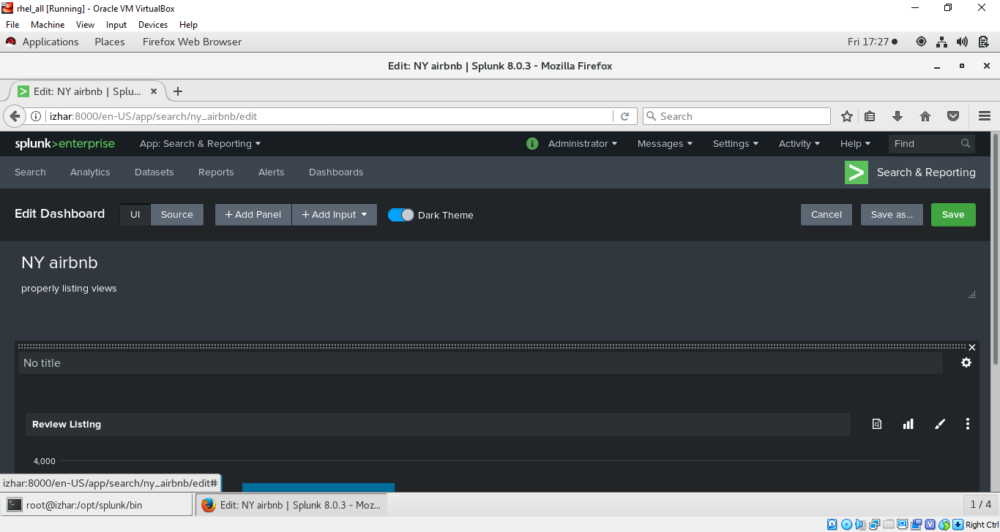 rhel_all [Running] - Oracle VM VirtualBox
File Machine View Input Devices Help
Applications Places Firefox Web Browser Fri 17:27
Edit: NY airbnb | Splunk 8.0.3 - Mozilla Firefox
Edit: NY airbnb | Splu...
izhar:8000/en-US/app/search/ny_airbnb/edit Search
splunk>enterprise App: Search & Reporting i Administrator Messages Settings Activity Help Find
Search Analytics Datasets Reports Alerts Dashboards Search & Reporting
Edit Dashboard UI Source + Add Panel + Add Input Dark Theme Cancel Save as... Save
NY airbnb
properly listing views
No title
Review Listing
4,000
izhar:8000/en-US/app/search/ny_airbnb/edit#
root@izhar:/opt/splunk/bin Edit: NY airbnb | Splunk 8.0.3 - Moz... 1 / 4
Right Ctrl